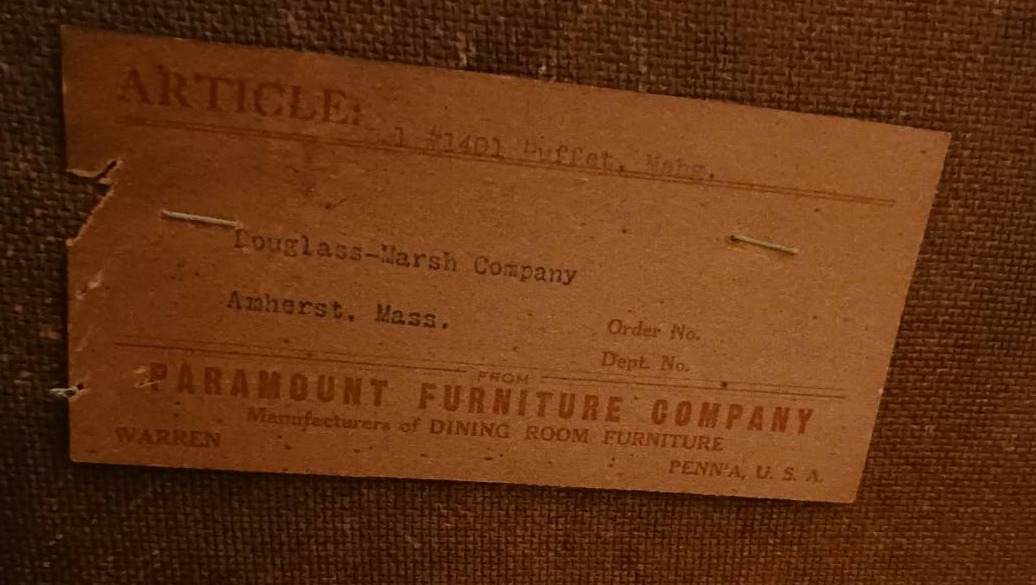 ARTICLE:
1 #1401 Buffet, Mahg.
Douglass-Marsh Company
Amherst, Mass.
Order No.
Dept. No.
FROM
PARAMOUNT FURNITURE COMPANY
Manufacturers of DINING ROOM FURNITURE
WARREN
PENN'A, U. S. A.